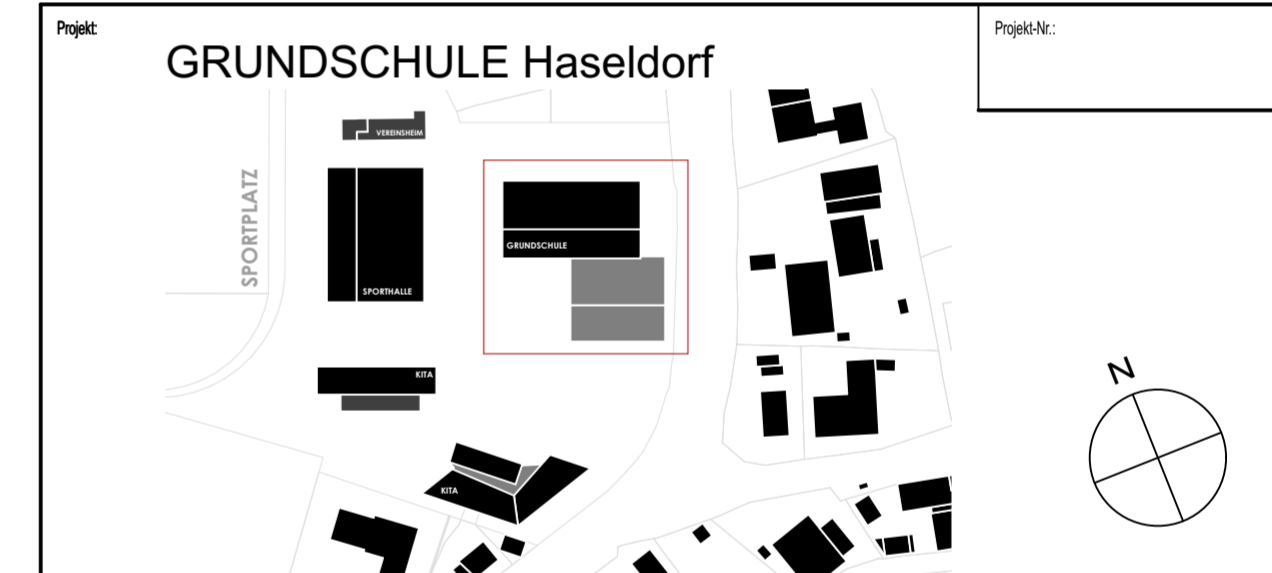 Projekt:
GRUNDSCHULE Haseldorf
Projekt-Nr.:
VEREINSHEIM
SPORTPLATZ
GRUNDSCHULE
SPORTHALLE
KITA
N
KITA